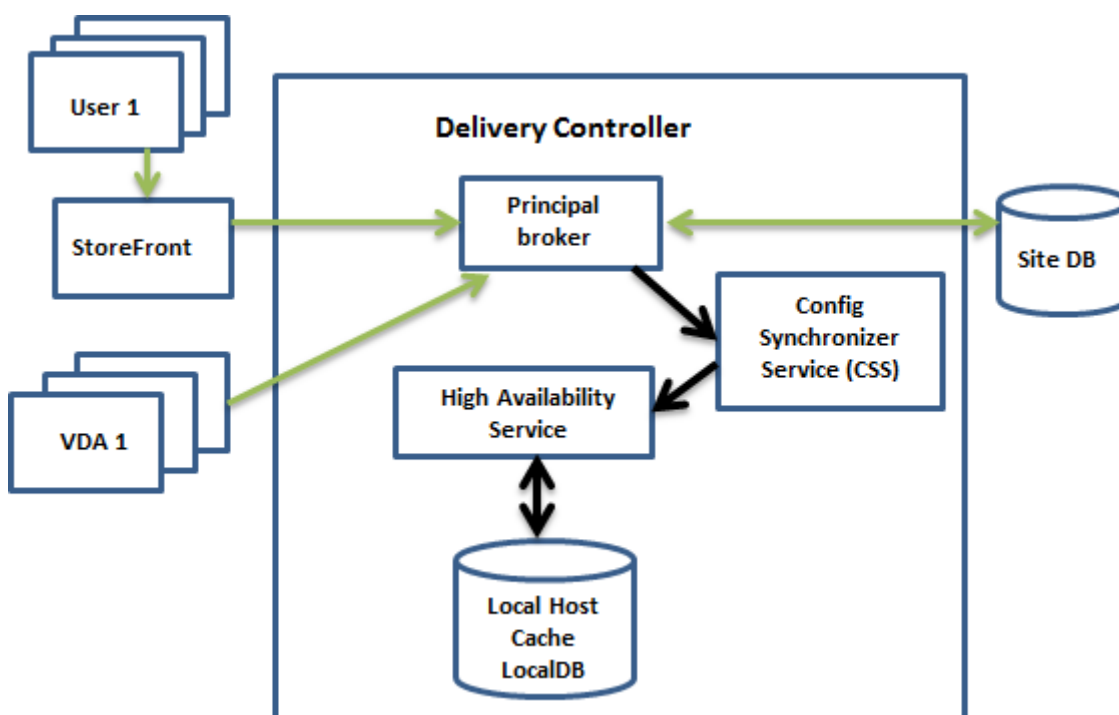 User 1
Delivery Controller
StoreFront
Principal
broker
Site DB
Config
Synchronizer
Service (CSS)
High Availability
Service
VDA 1
Local Host
Cache
LocalDB